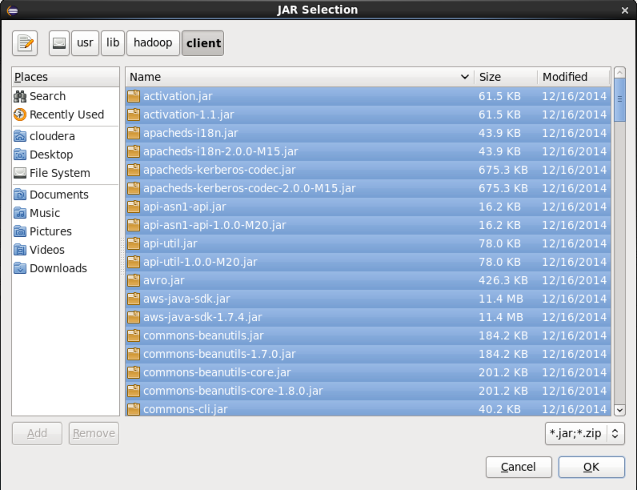 JAR Selection
usr lib hadoop client
Places
Search
Recently Used
cloudera
Desktop
File System
Documents
Music
Pictures
Videos
Downloads
Name Size Modified
activation.jar 61.5 KB 12/16/2014
activation-1.1.jar 61.5 KB 12/16/2014
apacheds-i18n.jar 43.9 KB 12/16/2014
apacheds-i18n-2.0.0-M15.jar 43.9 KB 12/16/2014
apacheds-kerberos-codec.jar 675.3 KB 12/16/2014
apacheds-kerberos-codec-2.0.0-M15.jar 675.3 KB 12/16/2014
api-asn1-api.jar 16.2 KB 12/16/2014
api-asn1-api-1.0.0-M20.jar 16.2 KB 12/16/2014
api-util.jar 78.0 KB 12/16/2014
api-util-1.0.0-M20.jar 78.0 KB 12/16/2014
avro.jar 426.3 KB 12/16/2014
aws-java-sdk.jar 11.4 MB 12/16/2014
aws-java-sdk-1.7.4.jar 11.4 MB 12/16/2014
commons-beanutils.jar 184.2 KB 12/16/2014
commons-beanutils-1.7.0.jar 184.2 KB 12/16/2014
commons-beanutils-core.jar 201.2 KB 12/16/2014
commons-beanutils-core-1.8.0.jar 201.2 KB 12/16/2014
commons-cli.jar 40.2 KB 12/16/2014
Add Remove *.jar;*.zip
Cancel OK